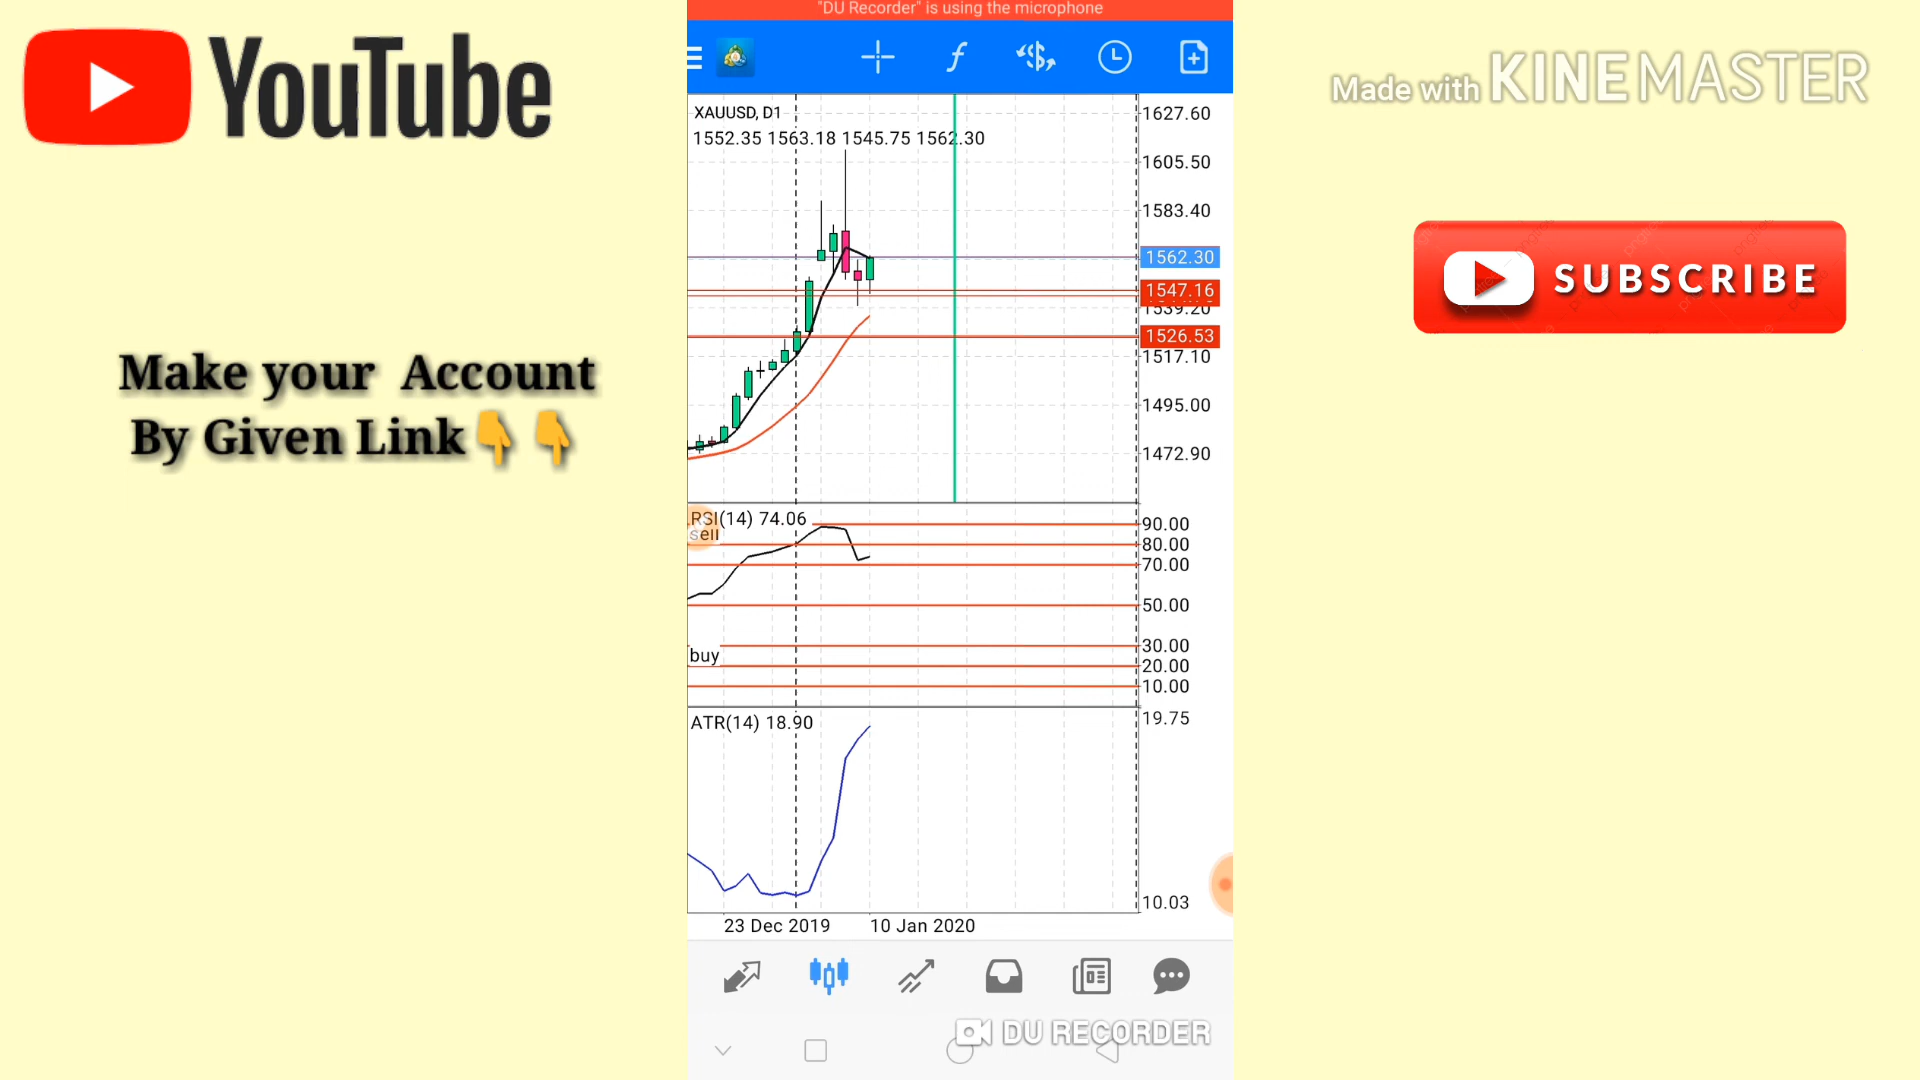 "DU Recorder" is using the microphone
YouTube
Made with KINEMASTER
SUBSCRIBE
Make your Account
By Given Link👇👇
XAUUSD, D1
1552.35 1563.18 1545.75 1562.30
1627.60
1605.50
1583.40
1562.30
1547.16
1539.20
1526.53
1517.10
1495.00
1472.90
RSI(14) 74.06
sell
90.00
80.00
70.00
50.00
30.00
buy
20.00
10.00
ATR(14) 18.90
19.75
10.03
23 Dec 2019
10 Jan 2020
DU RECORDER